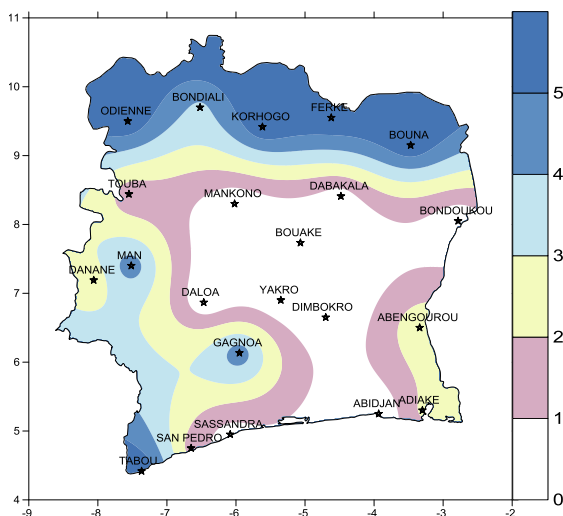 11
10
9
8
7
6
5
4
-9 -8 -7 -6 -5 -4 -3 -2
ODIENNE
BONDIALI
KORHOGO
FERKE
BOUNA
TOUBA
MANKONO
DABAKALA
BONDOUKOU
BOUAKE
MAN
DANANE
DALOA
YAKRO
DIMBOKRO
ABENGOUROU
GAGNOA
ABIDJAN
ADIAKE
SASSANDRA
SAN PEDRO
TABOU
5
4
3
2
1
0